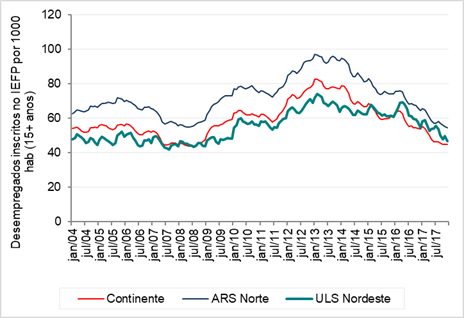 Desempregados inscritos no IEFP por 1000
hab (15+ anos)
120
100
80
60
40
20
0
jan/04
jul/04
jan/05
jul/05
jan/06
jul/06
jan/07
jul/07
jan/08
jul/08
jan/09
jul/09
jan/10
jul/10
jan/11
jul/11
jan/12
jul/12
jan/13
jul/13
jan/14
jul/14
jan/15
jul/15
jan/16
jul/16
jan/17
jul/17
Continente
ARS Norte
ULS Nordeste